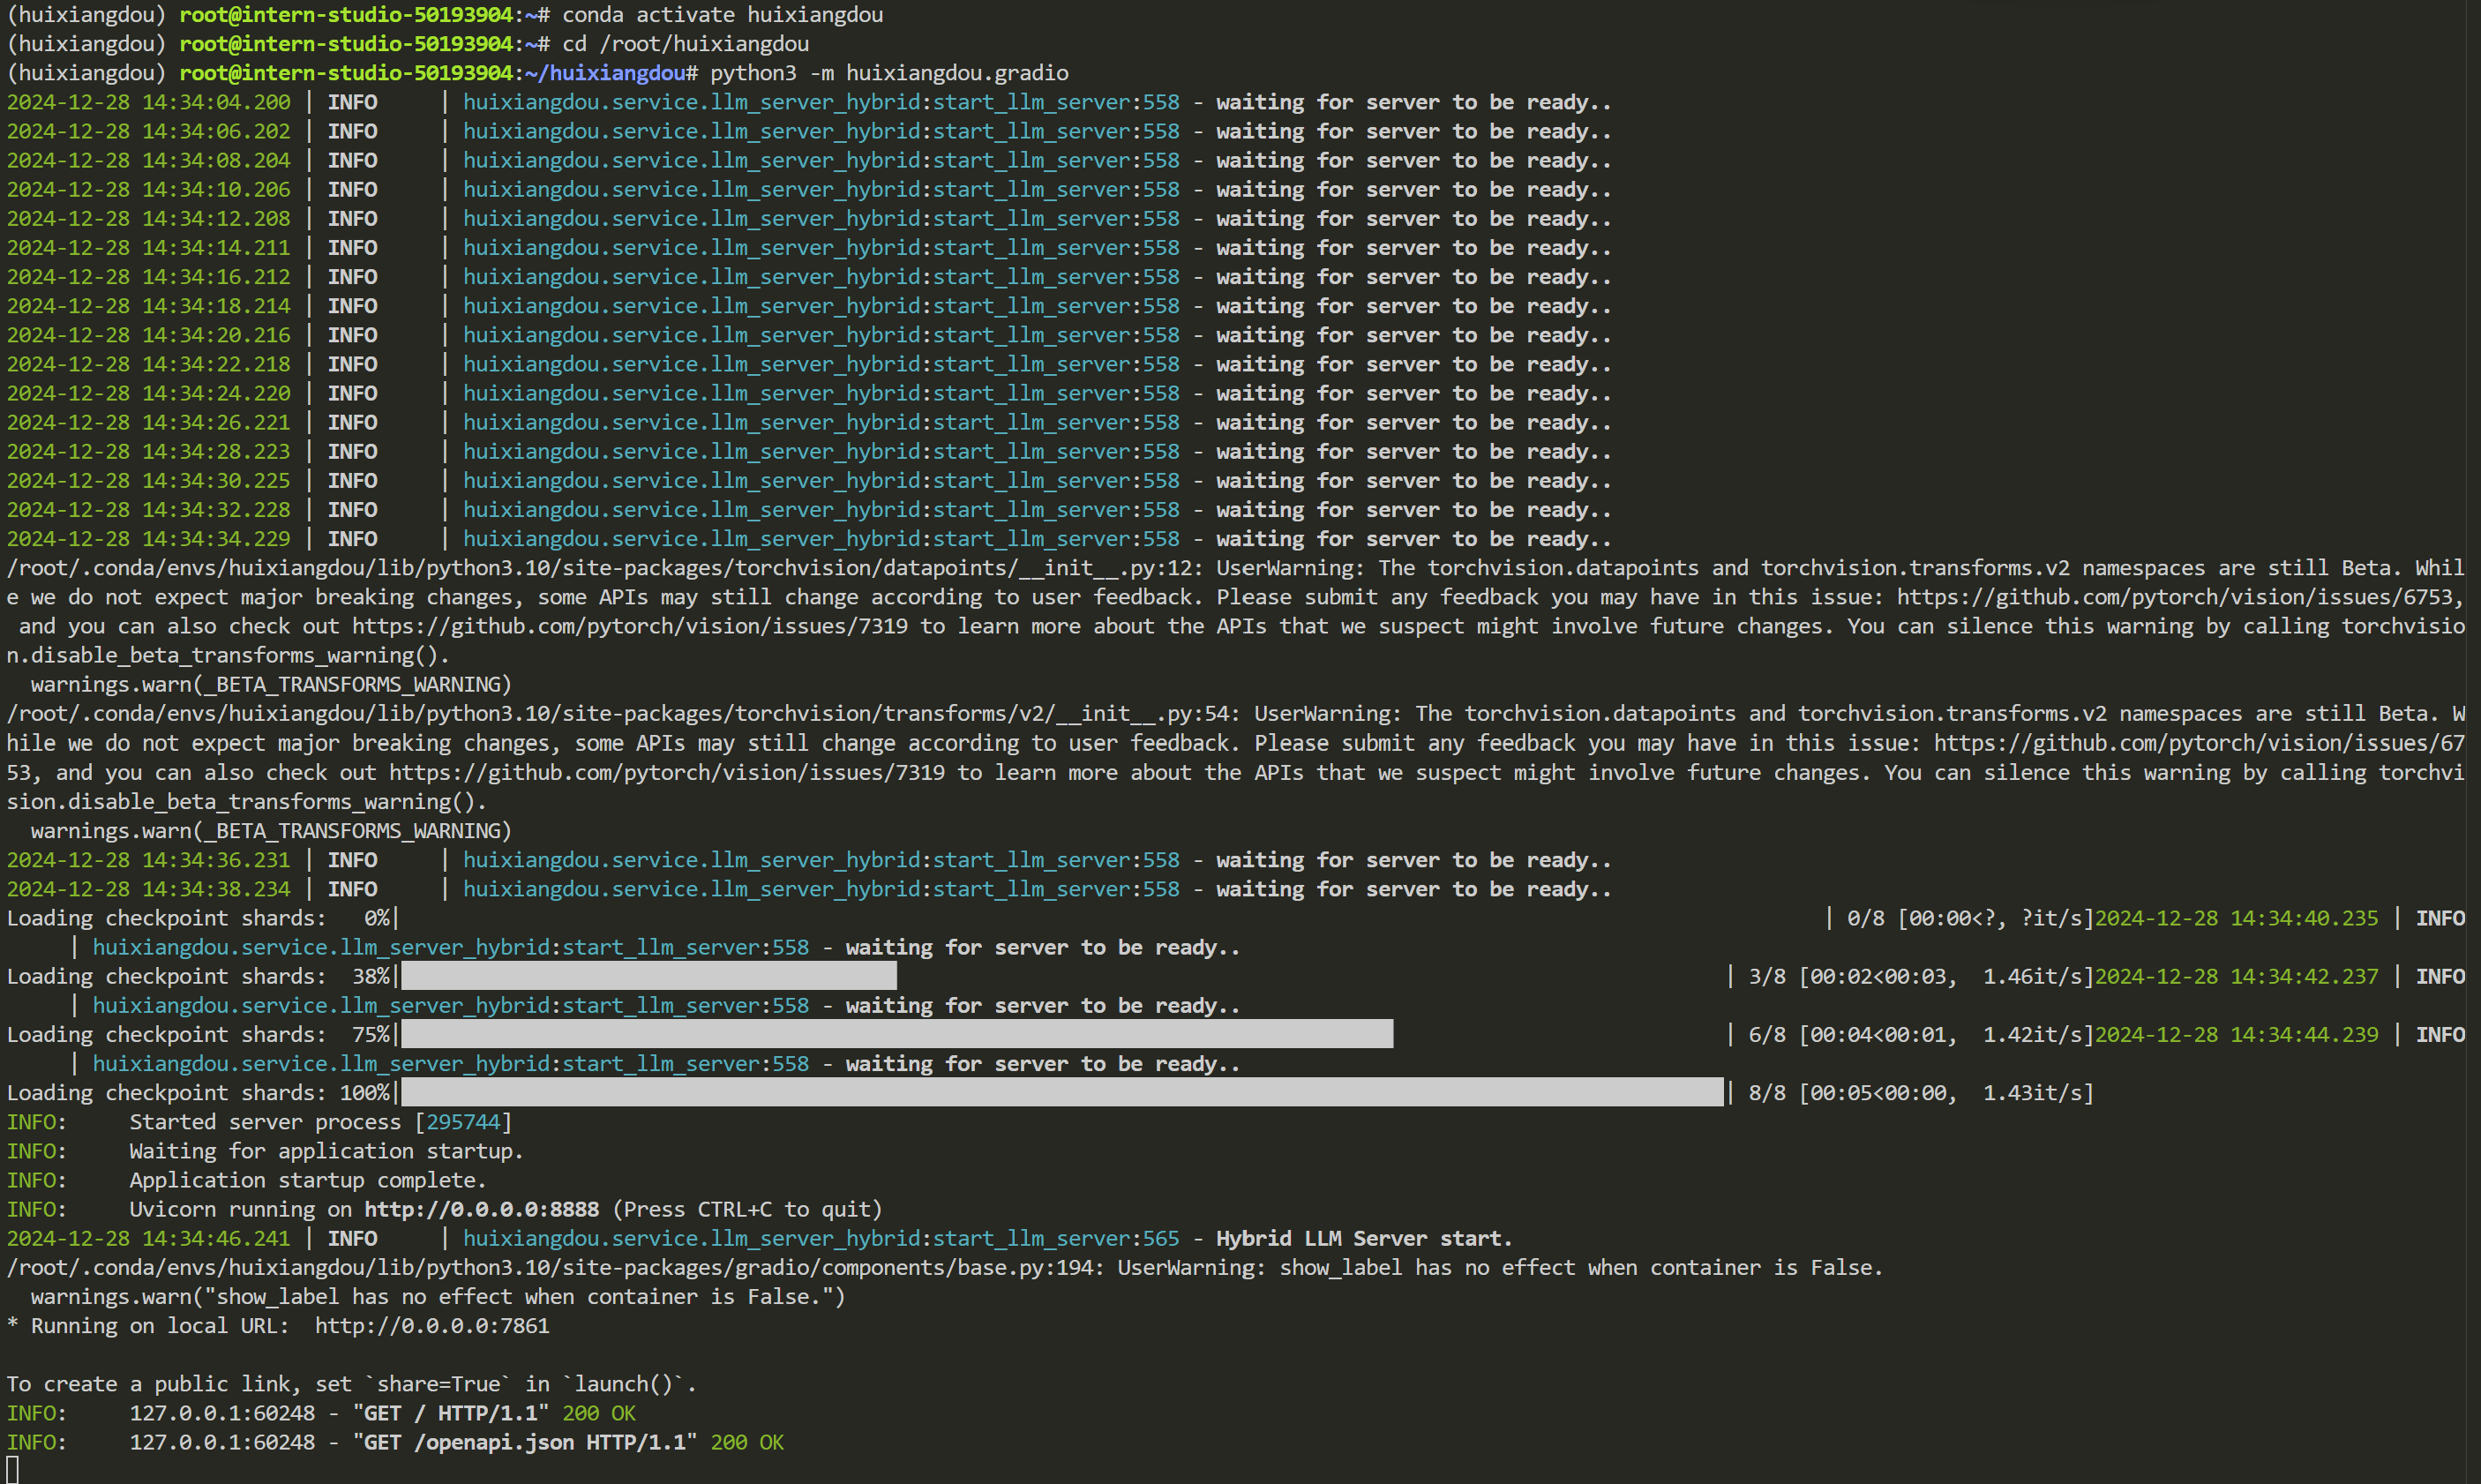 (huixiangdou) root@intern-studio-50193904:~# conda activate huixiangdou
(huixiangdou) root@intern-studio-50193904:~# cd /root/huixiangdou
(huixiangdou) root@intern-studio-50193904:~/huixiangdou# python3 -m huixiangdou.gradio
2024-12-28 14:34:04.200 | INFO     | huixiangdou.service.llm_server_hybrid:start_llm_server:558 - waiting for server to be ready..
2024-12-28 14:34:06.202 | INFO     | huixiangdou.service.llm_server_hybrid:start_llm_server:558 - waiting for server to be ready..
2024-12-28 14:34:08.204 | INFO     | huixiangdou.service.llm_server_hybrid:start_llm_server:558 - waiting for server to be ready..
2024-12-28 14:34:10.206 | INFO     | huixiangdou.service.llm_server_hybrid:start_llm_server:558 - waiting for server to be ready..
2024-12-28 14:34:12.208 | INFO     | huixiangdou.service.llm_server_hybrid:start_llm_server:558 - waiting for server to be ready..
2024-12-28 14:34:14.211 | INFO     | huixiangdou.service.llm_server_hybrid:start_llm_server:558 - waiting for server to be ready..
2024-12-28 14:34:16.212 | INFO     | huixiangdou.service.llm_server_hybrid:start_llm_server:558 - waiting for server to be ready..
2024-12-28 14:34:18.214 | INFO     | huixiangdou.service.llm_server_hybrid:start_llm_server:558 - waiting for server to be ready..
2024-12-28 14:34:20.216 | INFO     | huixiangdou.service.llm_server_hybrid:start_llm_server:558 - waiting for server to be ready..
2024-12-28 14:34:22.218 | INFO     | huixiangdou.service.llm_server_hybrid:start_llm_server:558 - waiting for server to be ready..
2024-12-28 14:34:24.220 | INFO     | huixiangdou.service.llm_server_hybrid:start_llm_server:558 - waiting for server to be ready..
2024-12-28 14:34:26.221 | INFO     | huixiangdou.service.llm_server_hybrid:start_llm_server:558 - waiting for server to be ready..
2024-12-28 14:34:28.223 | INFO     | huixiangdou.service.llm_server_hybrid:start_llm_server:558 - waiting for server to be ready..
2024-12-28 14:34:30.225 | INFO     | huixiangdou.service.llm_server_hybrid:start_llm_server:558 - waiting for server to be ready..
2024-12-28 14:34:32.228 | INFO     | huixiangdou.service.llm_server_hybrid:start_llm_server:558 - waiting for server to be ready..
2024-12-28 14:34:34.229 | INFO     | huixiangdou.service.llm_server_hybrid:start_llm_server:558 - waiting for server to be ready..
/root/.conda/envs/huixiangdou/lib/python3.10/site-packages/torchvision/datapoints/__init__.py:12: UserWarning: The torchvision.datapoints and torchvision.transforms.v2 namespaces are still Beta. Whil
e we do not expect major breaking changes, some APIs may still change according to user feedback. Please submit any feedback you may have in this issue: https://github.com/pytorch/vision/issues/6753,
 and you can also check out https://github.com/pytorch/vision/issues/7319 to learn more about the APIs that we suspect might involve future changes. You can silence this warning by calling torchvisio
n.disable_beta_transforms_warning().
  warnings.warn(_BETA_TRANSFORMS_WARNING)
/root/.conda/envs/huixiangdou/lib/python3.10/site-packages/torchvision/transforms/v2/__init__.py:54: UserWarning: The torchvision.datapoints and torchvision.transforms.v2 namespaces are still Beta. W
hile we do not expect major breaking changes, some APIs may still change according to user feedback. Please submit any feedback you may have in this issue: https://github.com/pytorch/vision/issues/67
53, and you can also check out https://github.com/pytorch/vision/issues/7319 to learn more about the APIs that we suspect might involve future changes. You can silence this warning by calling torchvi
sion.disable_beta_transforms_warning().
  warnings.warn(_BETA_TRANSFORMS_WARNING)
2024-12-28 14:34:36.231 | INFO     | huixiangdou.service.llm_server_hybrid:start_llm_server:558 - waiting for server to be ready..
2024-12-28 14:34:38.234 | INFO     | huixiangdou.service.llm_server_hybrid:start_llm_server:558 - waiting for server to be ready..
Loading checkpoint shards:   0%| | 0/8 [00:00<?, ?it/s]2024-12-28 14:34:40.235 | INFO
     | huixiangdou.service.llm_server_hybrid:start_llm_server:558 - waiting for server to be ready..
Loading checkpoint shards:  38%| | 3/8 [00:02<00:03,  1.46it/s]2024-12-28 14:34:42.237 | INFO
     | huixiangdou.service.llm_server_hybrid:start_llm_server:558 - waiting for server to be ready..
Loading checkpoint shards:  75%| | 6/8 [00:04<00:01,  1.42it/s]2024-12-28 14:34:44.239 | INFO
     | huixiangdou.service.llm_server_hybrid:start_llm_server:558 - waiting for server to be ready..
Loading checkpoint shards: 100%| | 8/8 [00:05<00:00,  1.43it/s]
INFO:     Started server process [295744]
INFO:     Waiting for application startup.
INFO:     Application startup complete.
INFO:     Uvicorn running on http://0.0.0.0:8888 (Press CTRL+C to quit)
2024-12-28 14:34:46.241 | INFO     | huixiangdou.service.llm_server_hybrid:start_llm_server:565 - Hybrid LLM Server start.
/root/.conda/envs/huixiangdou/lib/python3.10/site-packages/gradio/components/base.py:194: UserWarning: show_label has no effect when container is False.
  warnings.warn("show_label has no effect when container is False.")
* Running on local URL:  http://0.0.0.0:7861

To create a public link, set `share=True` in `launch()`.
INFO:     127.0.0.1:60248 - "GET / HTTP/1.1" 200 OK
INFO:     127.0.0.1:60248 - "GET /openapi.json HTTP/1.1" 200 OK